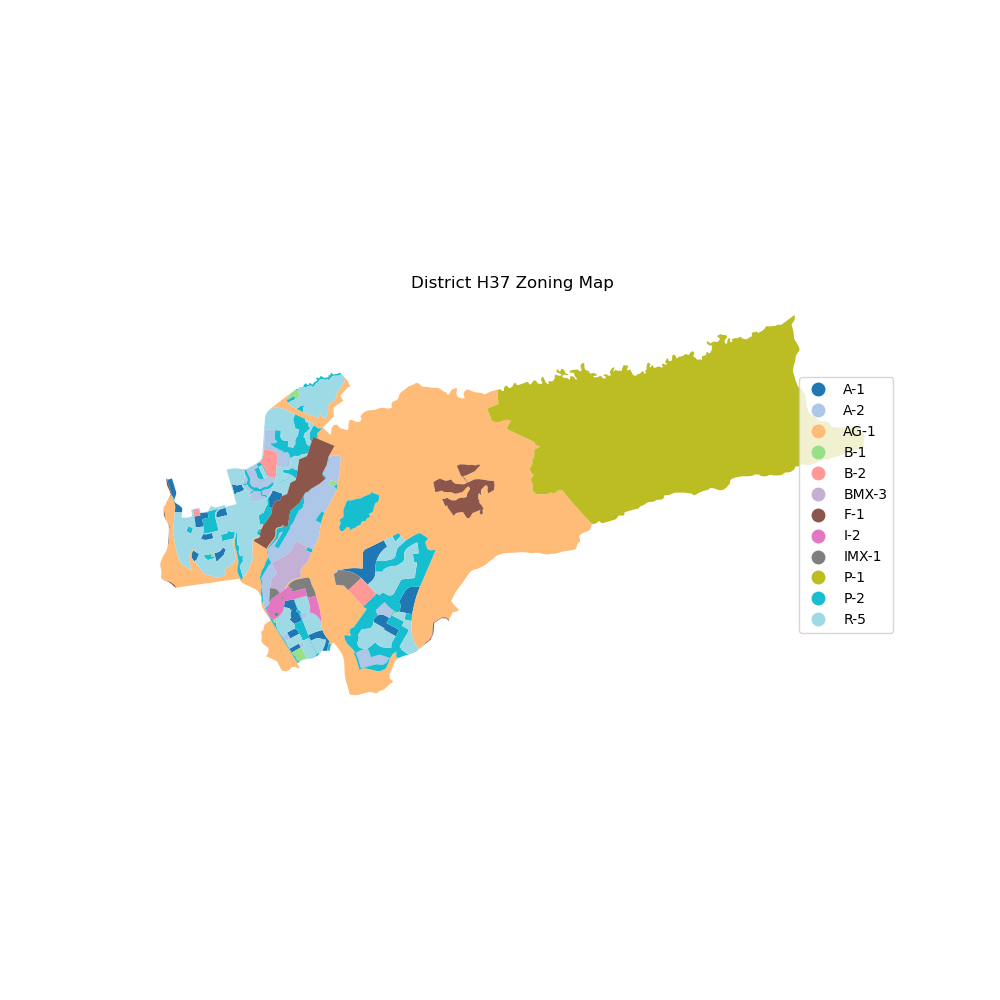 District H37 Zoning Map
A-1
A-2
AG-1
B-1
B-2
BMX-3
F-1
I-2
IMX-1
P-1
P-2
R-5